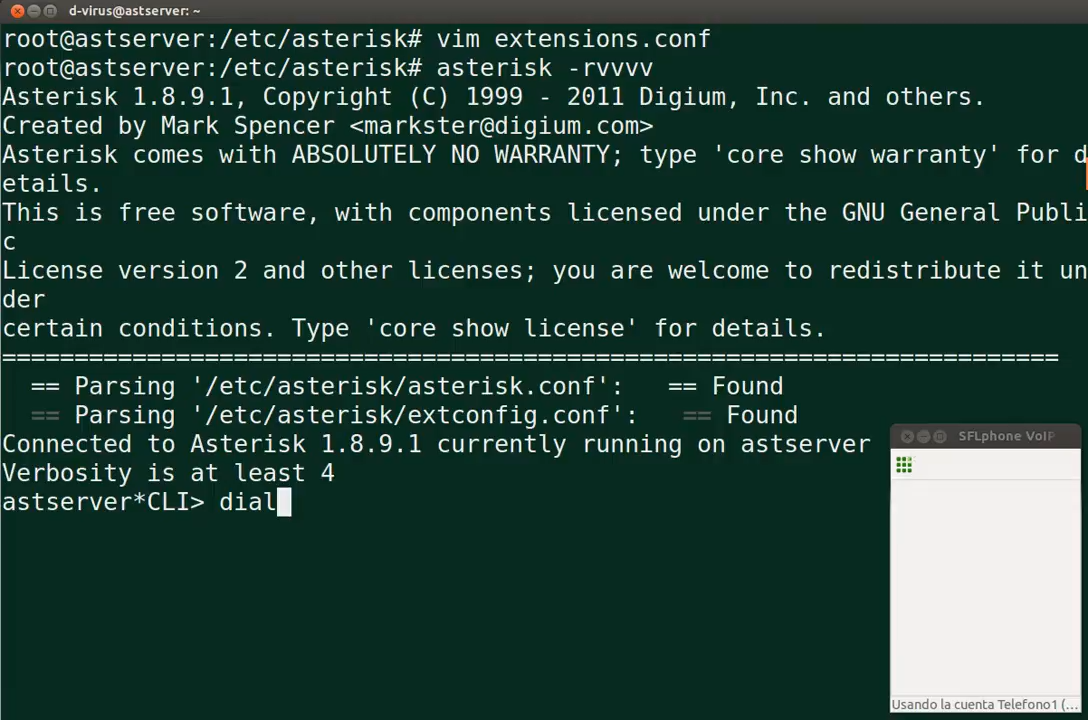 d-virus@astserver: ~
root@astserver:/etc/asterisk# vim extensions.conf
root@astserver:/etc/asterisk# asterisk -rvvvv
Asterisk 1.8.9.1, Copyright (C) 1999 - 2011 Digium, Inc. and others.
Created by Mark Spencer <markster@digium.com>
Asterisk comes with ABSOLUTELY NO WARRANTY; type 'core show warranty' for d
etails.
This is free software, with components licensed under the GNU General Publi
c
License version 2 and other licenses; you are welcome to redistribute it un
der
certain conditions. Type 'core show license' for details.
=========================================================================
  == Parsing '/etc/asterisk/asterisk.conf':   == Found
  == Parsing '/etc/asterisk/extconfig.conf':   == Found
Connected to Asterisk 1.8.9.1 currently running on astserver
Verbosity is at least 4
astserver*CLI> dial
SFLphone VoIP
Usando la cuenta Telefono1 (...